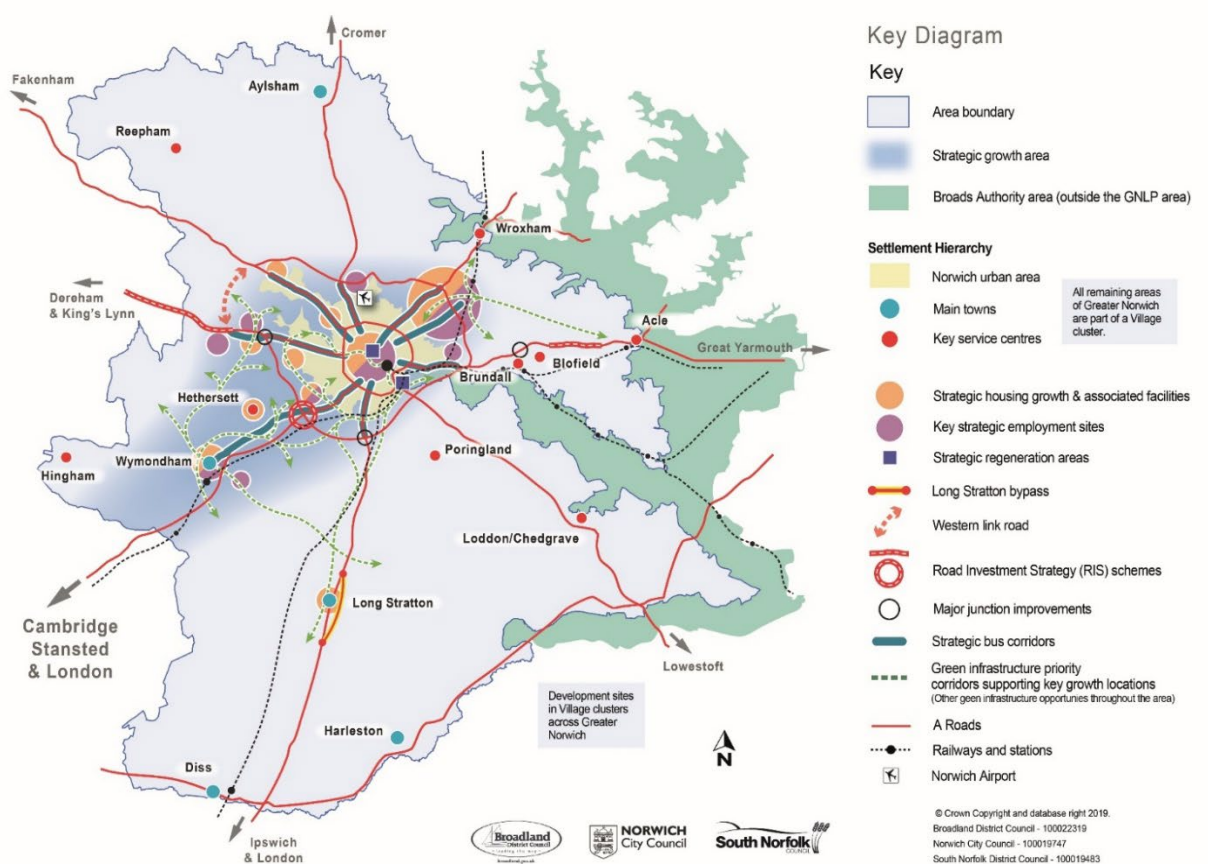 Cromer
Fakenham
Aylsham
Reepham
Wroxham
Dereham
& King's Lynn
Acle
Great Yarmouth
Blofield
Brundall
Hethersett
Poringland
Wymondham
Hingham
Loddon/Chedgrave
Long Stratton
Cambridge
Stansted
& London
Lowestoft
Development sites
in Village clusters
across Greater
Norwich
Harleston
Diss
Ipswich
& London
N
Broadland
District Council
NORWICH
City Council
South Norfolk
COUNCIL
Key Diagram
Key
Area boundary
Strategic growth area
Broads Authority area (outside the GNLP area)
Settlement Hierarchy
Norwich urban area
Main towns
Key service centres
All remaining areas
of Greater Norwich
are part of a Village
cluster.
Strategic housing growth & associated facilities
Key strategic employment sites
Strategic regeneration areas
Long Stratton bypass
Western link road
Road Investment Strategy (RIS) schemes
Major junction improvements
Strategic bus corridors
Green infrastructure priority
corridors supporting key growth locations
(Other geen infrastructure opportunies throughout the area)
A Roads
Railways and stations
Norwich Airport
© Crown Copyright and database right 2019.
Broadland District Council - 100022319
Norwich City Council - 100019747
South Norfolk District Council - 100019483